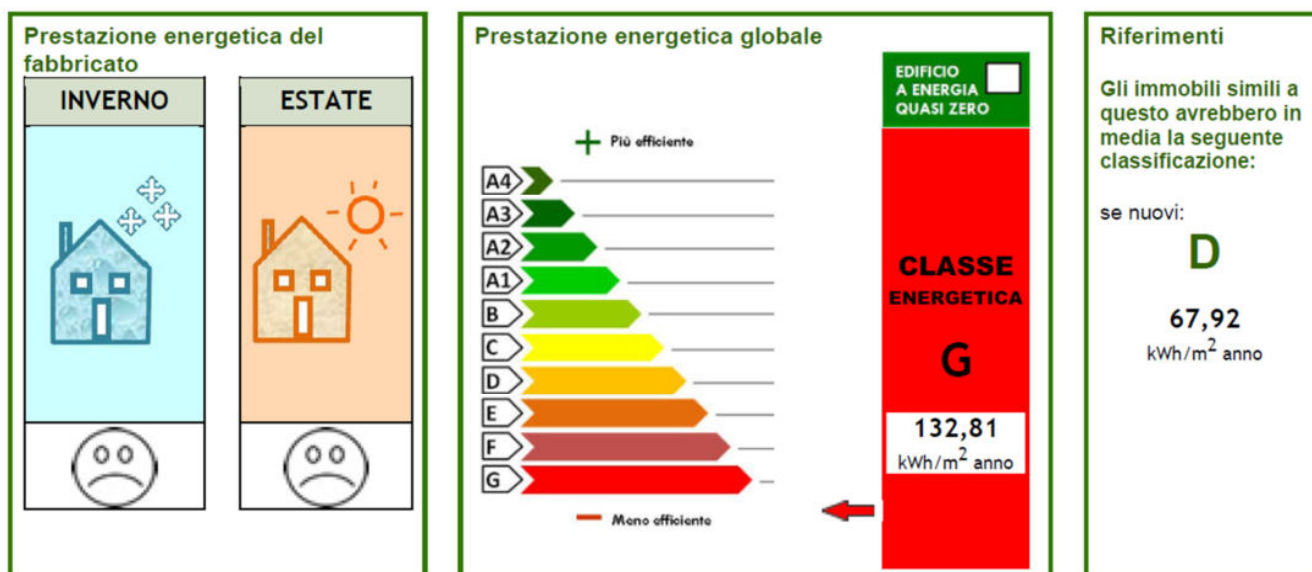 Prestazione energetica del
fabbricato
INVERNO
ESTATE
Prestazione energetica globale
EDIFICIO
A ENERGIA
QUASI ZERO
Più efficiente
A4
A3
A2
A1
B
C
D
E
F
G
Meno efficiente
CLASSE
ENERGETICA
G
132,81
kWh/m² anno
Riferimenti
Gli immobili simili a
questo avrebbero in
media la seguente
classificazione:
se nuovi:
D
67,92
kWh/m² anno